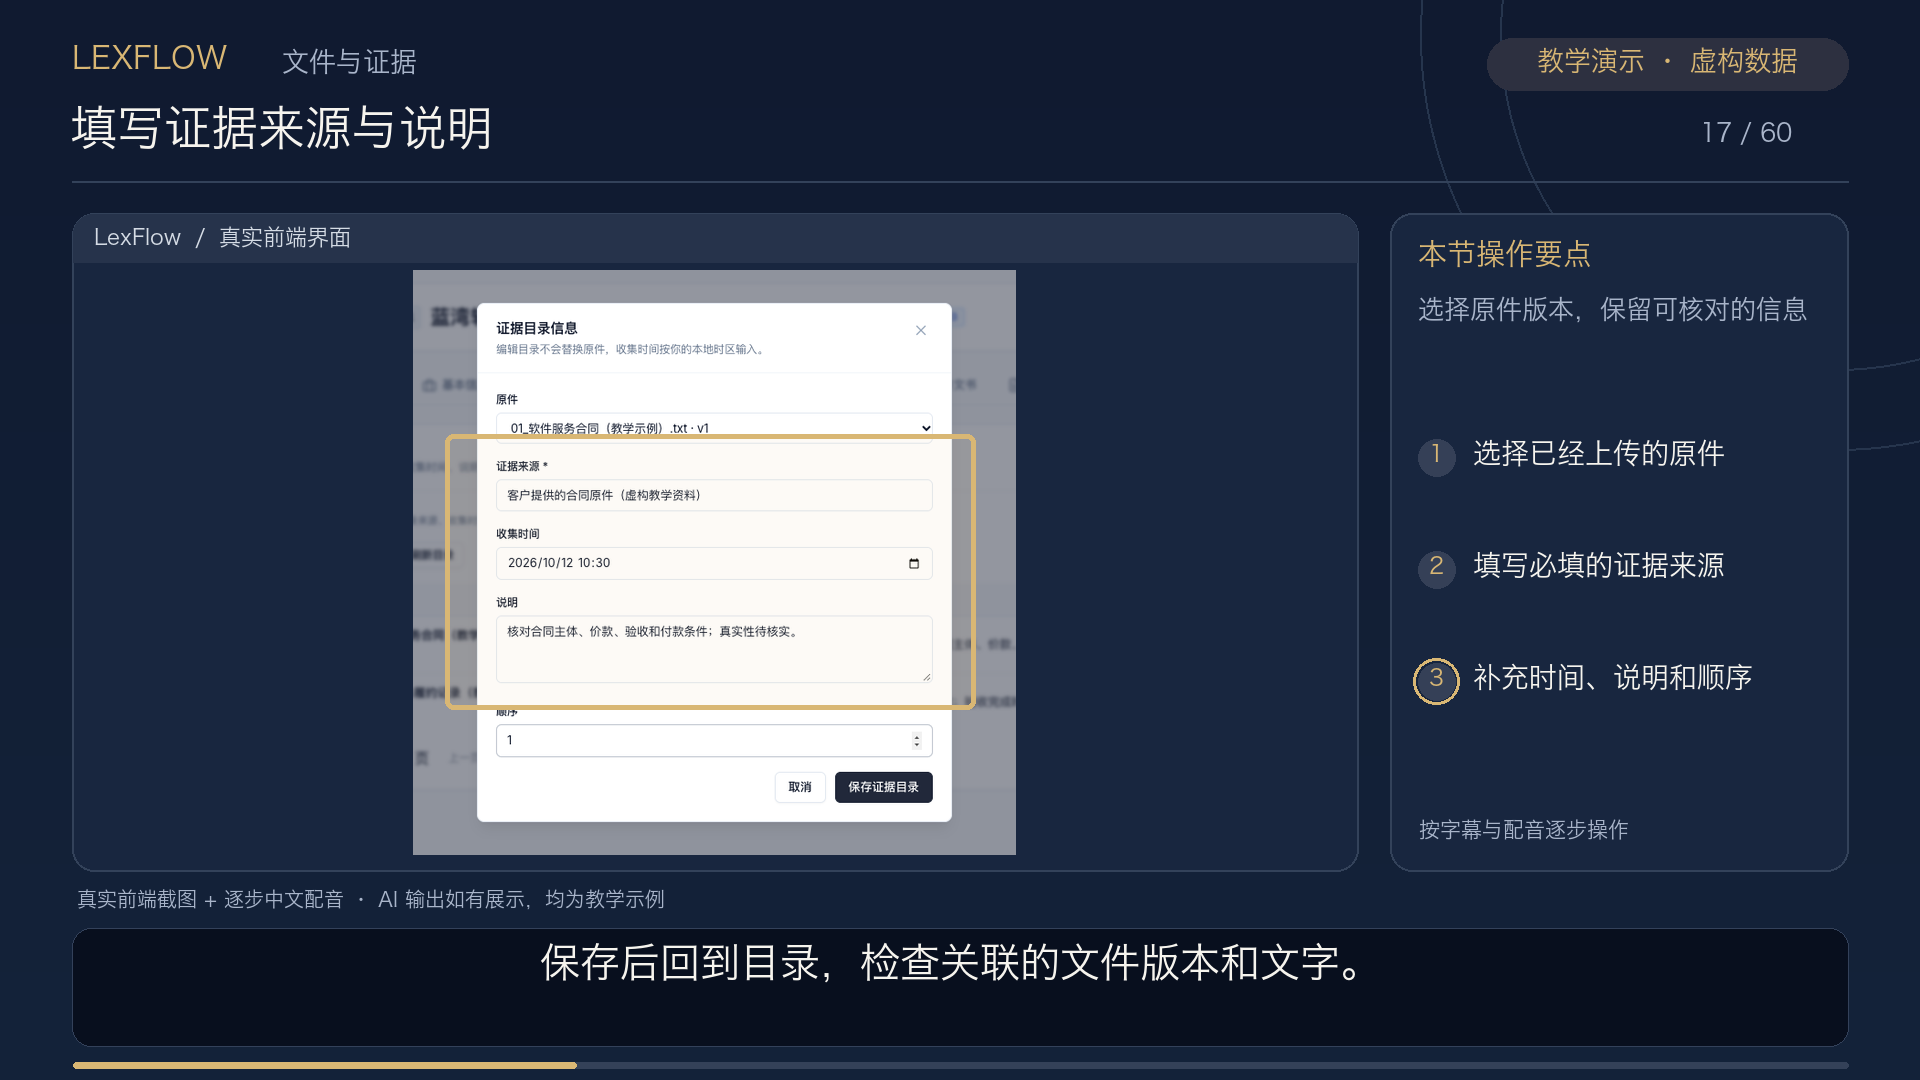 LEXFLOW 文件与证据
教学演示 · 虚构数据
填写证据来源与说明
17 / 60
LexFlow / 真实前端界面
证据目录信息
编辑目录不会替换原件，收集时间按你的本地时区输入。
原件
01_软件服务合同（教学示例）.txt · v1
证据来源 *
客户提供的合同原件（虚构教学资料）
收集时间
2026/10/12 10:30
说明
核对合同主体、价款、验收和付款条件；真实性待核实。
顺序
1
取消
保存证据目录
本节操作要点
选择原件版本，保留可核对的信息
1 选择已经上传的原件
2 填写必填的证据来源
3 补充时间、说明和顺序
按字幕与配音逐步操作
真实前端截图 + 逐步中文配音 · AI 输出如有展示，均为教学示例
保存后回到目录，检查关联的文件版本和文字。